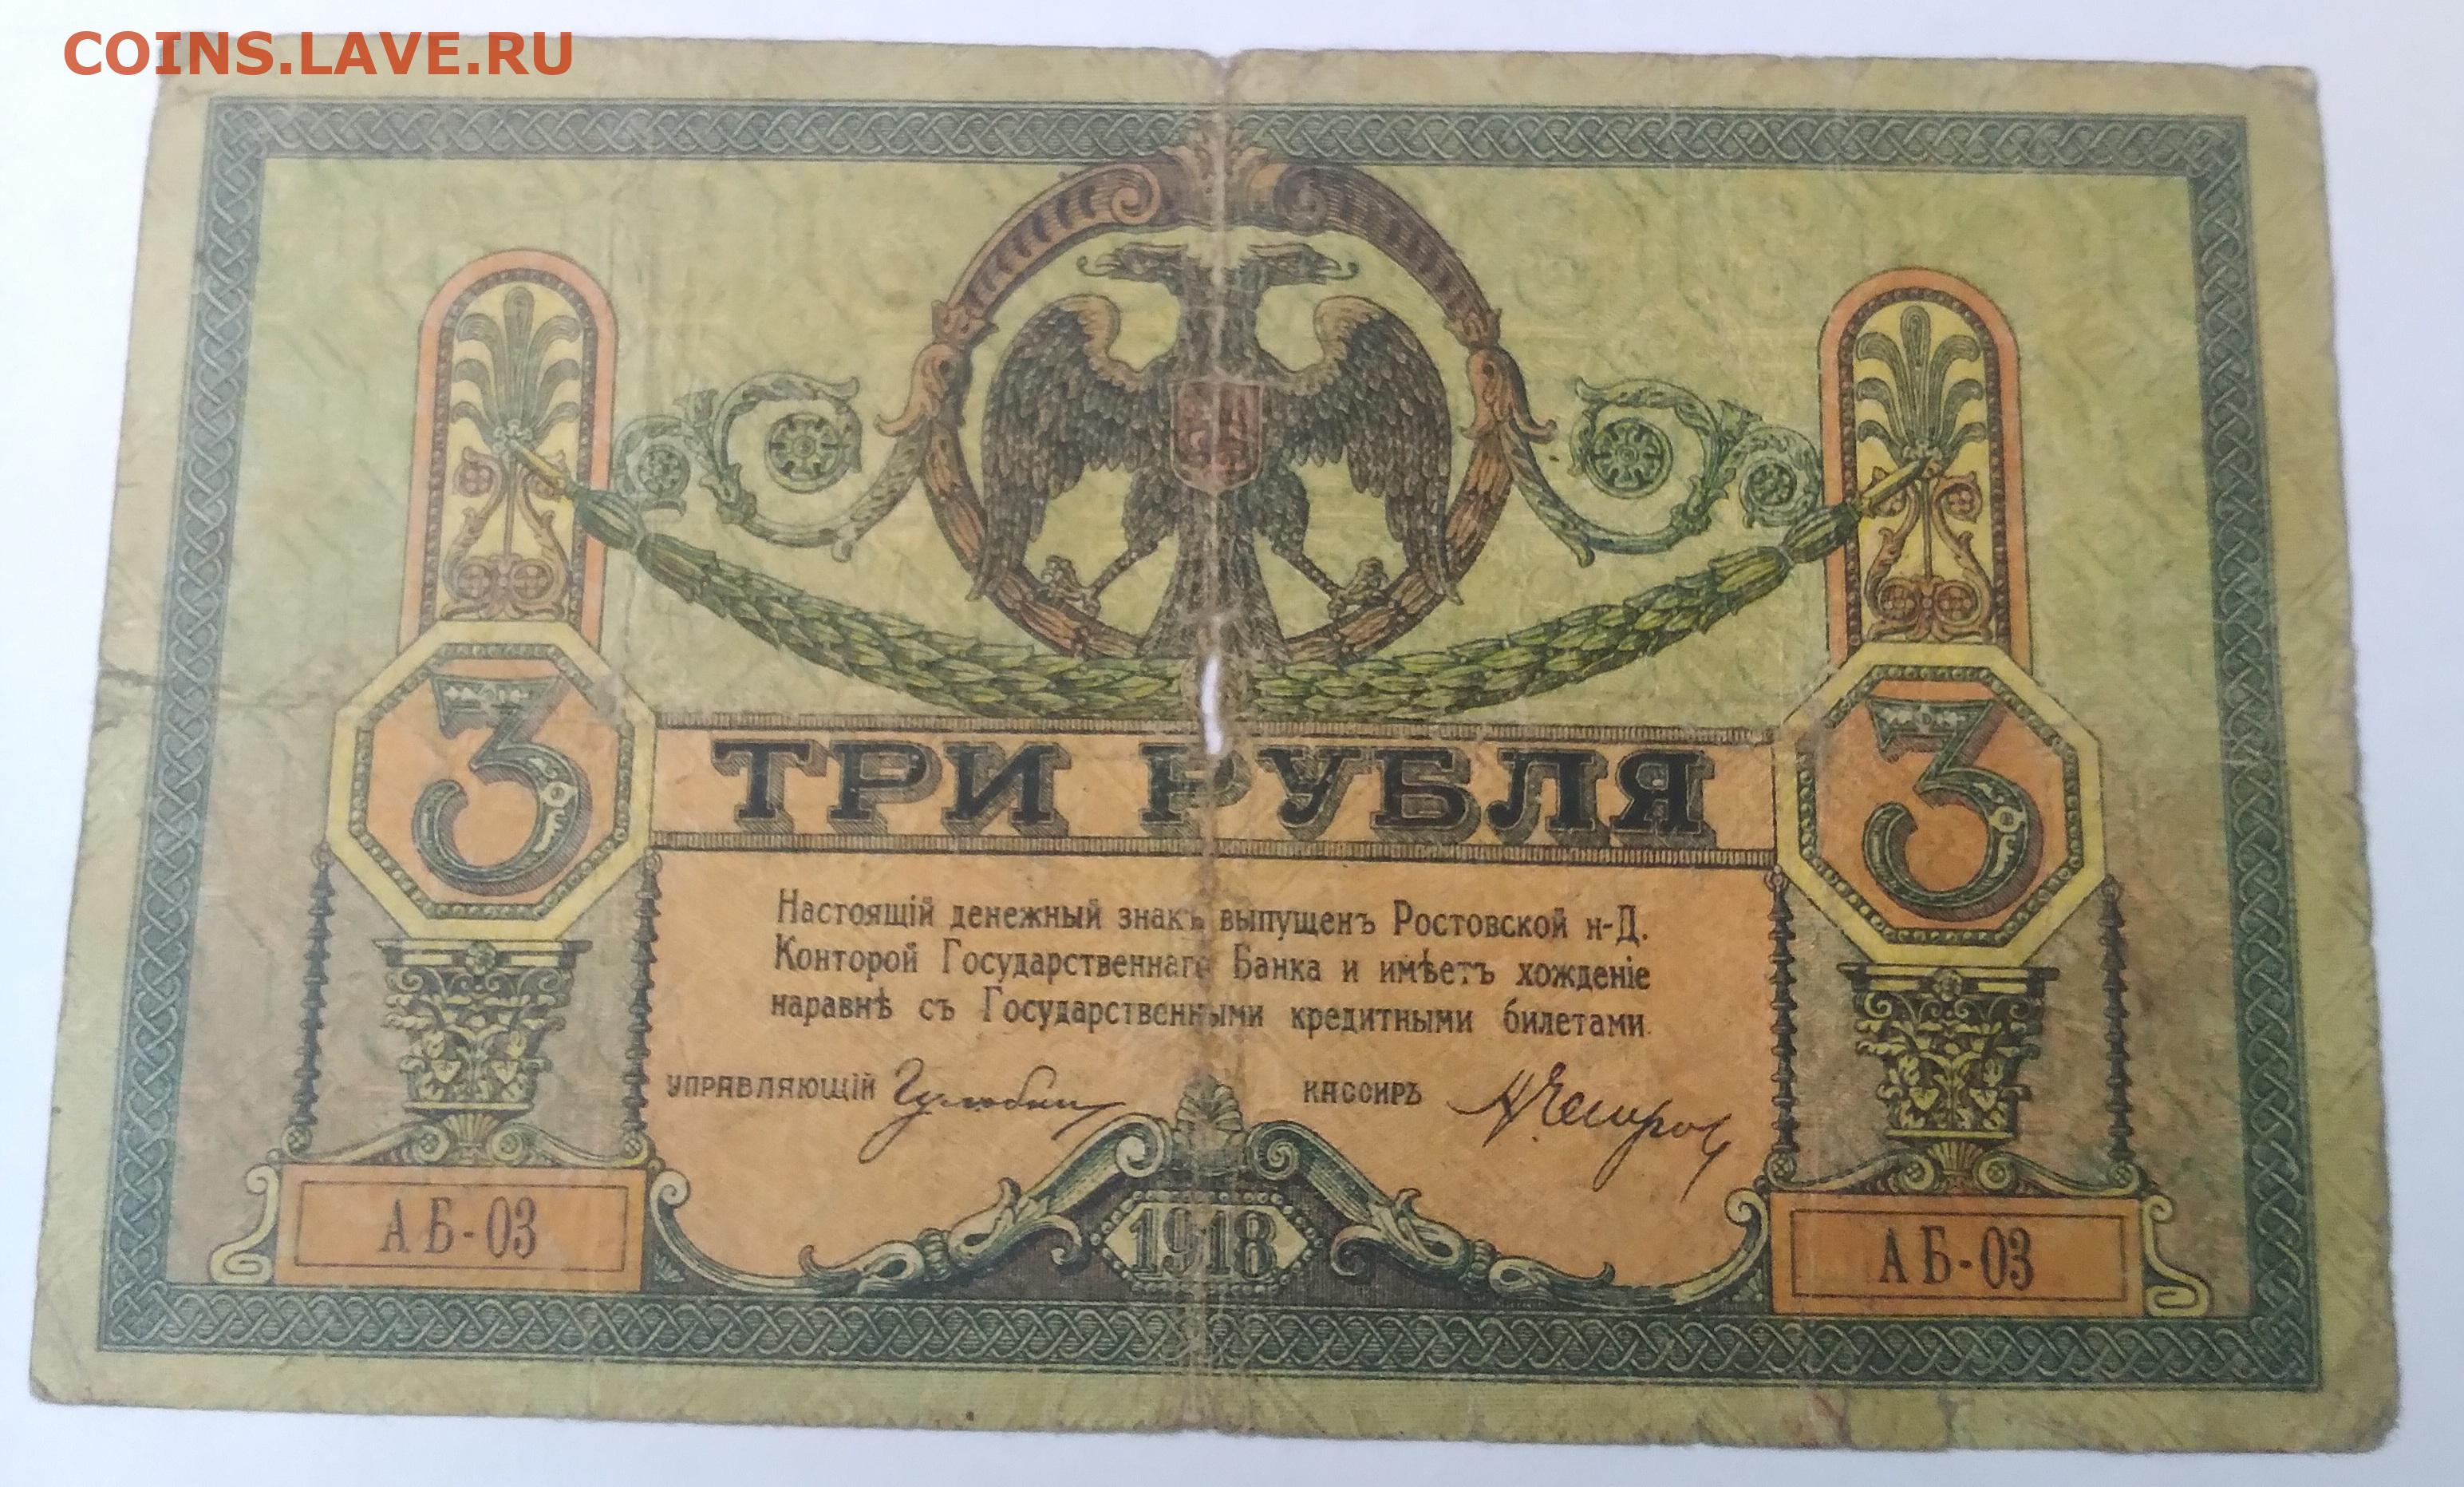 COINS.LAVE.RU
3 3
ТРИ РУБЛЯ
Настоящій денежный знакъ выпущенъ Ростовской н-Д.
Конторой Государственнаго Банка и имѣетъ хожденіе
наравнѣ съ Государственными кредитными билетами.
УПРАВЛЯЮЩІЙ КАССИРЪ
АБ-03 1918 АБ-03